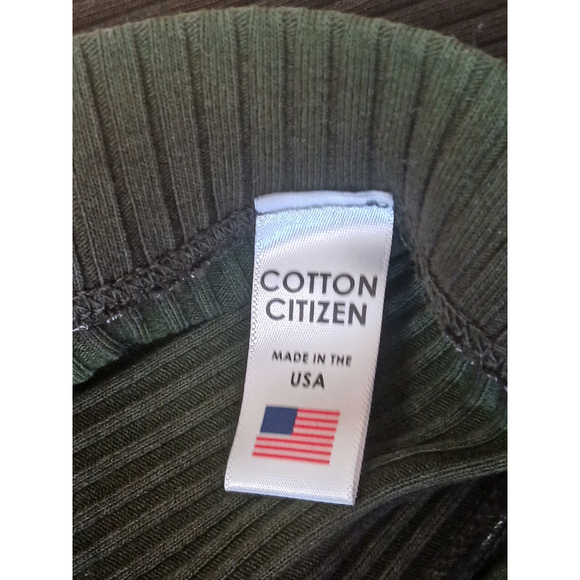 COTTON
CITIZEN
MADE IN THE
USA